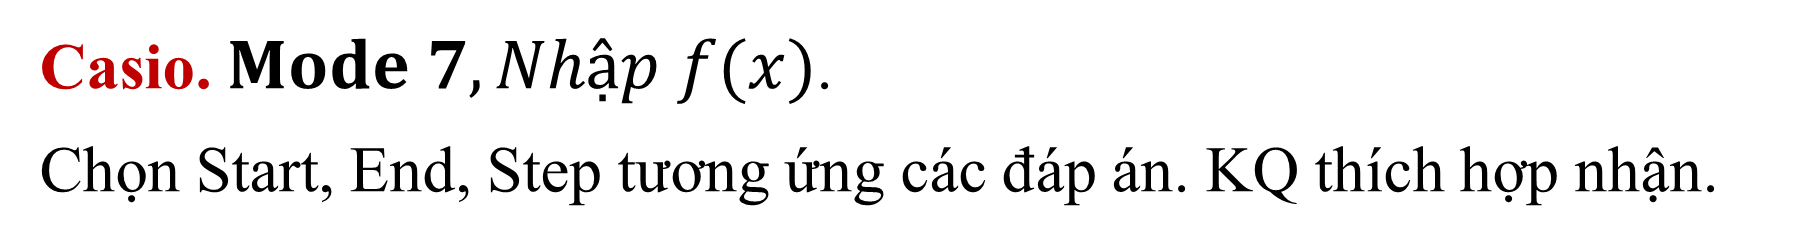 Casio. Mode 7, Nhập f(x).
Chọn Start, End, Step tương ứng các đáp án. KQ thích hợp nhận.